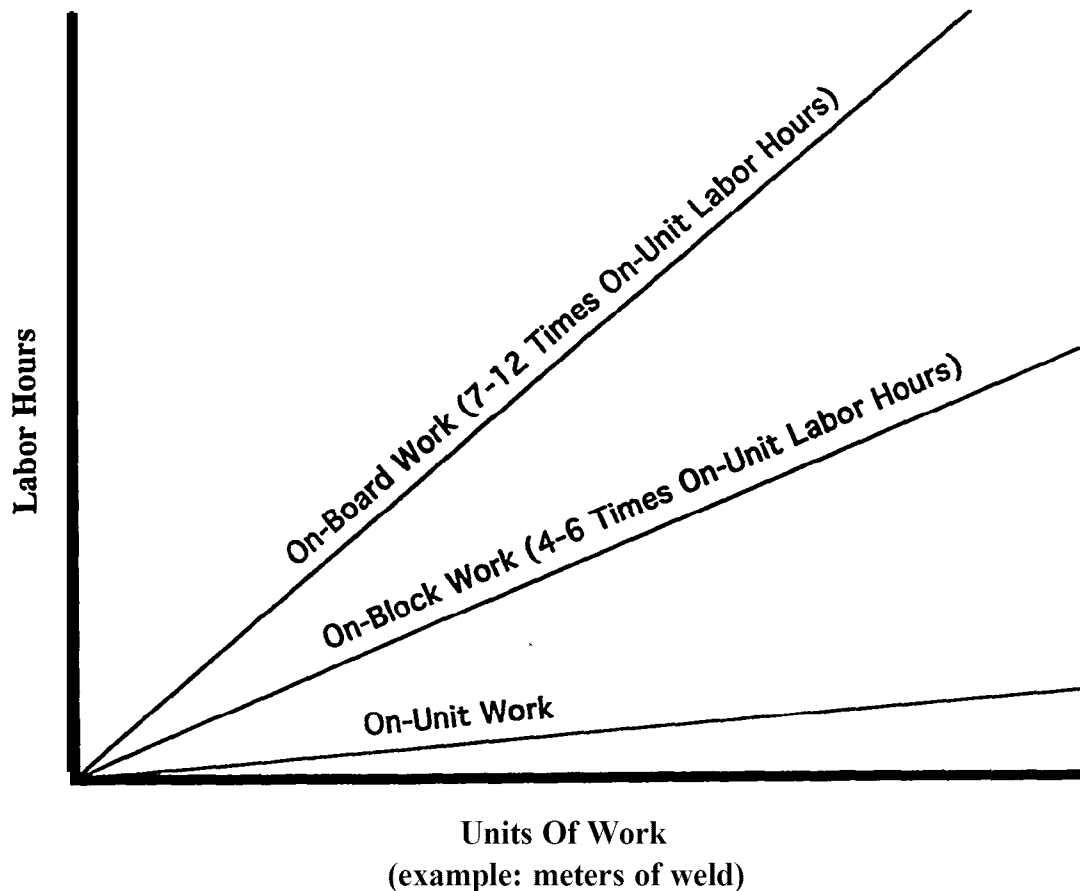 On-Board Work (7-12 Times On-Unit Labor Hours)
On-Block Work (4-6 Times On-Unit Labor Hours)
On-Unit Work
Labor Hours
Units Of Work
(example: meters of weld)